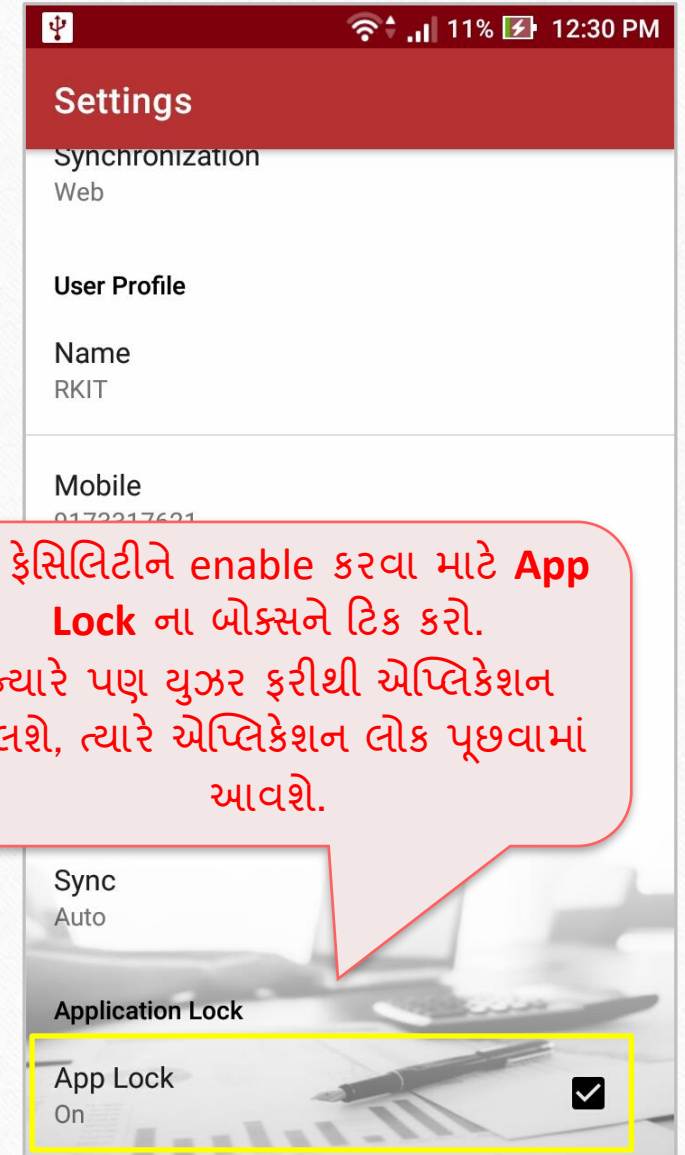 11% 12:30 PM
Settings
Synchronization
Web
User Profile
Name
RKIT
Mobile
9173317621
ફેસિલિટીને enable કરવા માટે App
Lock ના બોક્સને ટિક કરો.
પણ યુઝર ફરીથી એપ્લિકેશન
ત્યારે એપ્લિકેશન લોક પૂછવામાં
આવશે.
Sync
Auto
Application Lock
App Lock
On